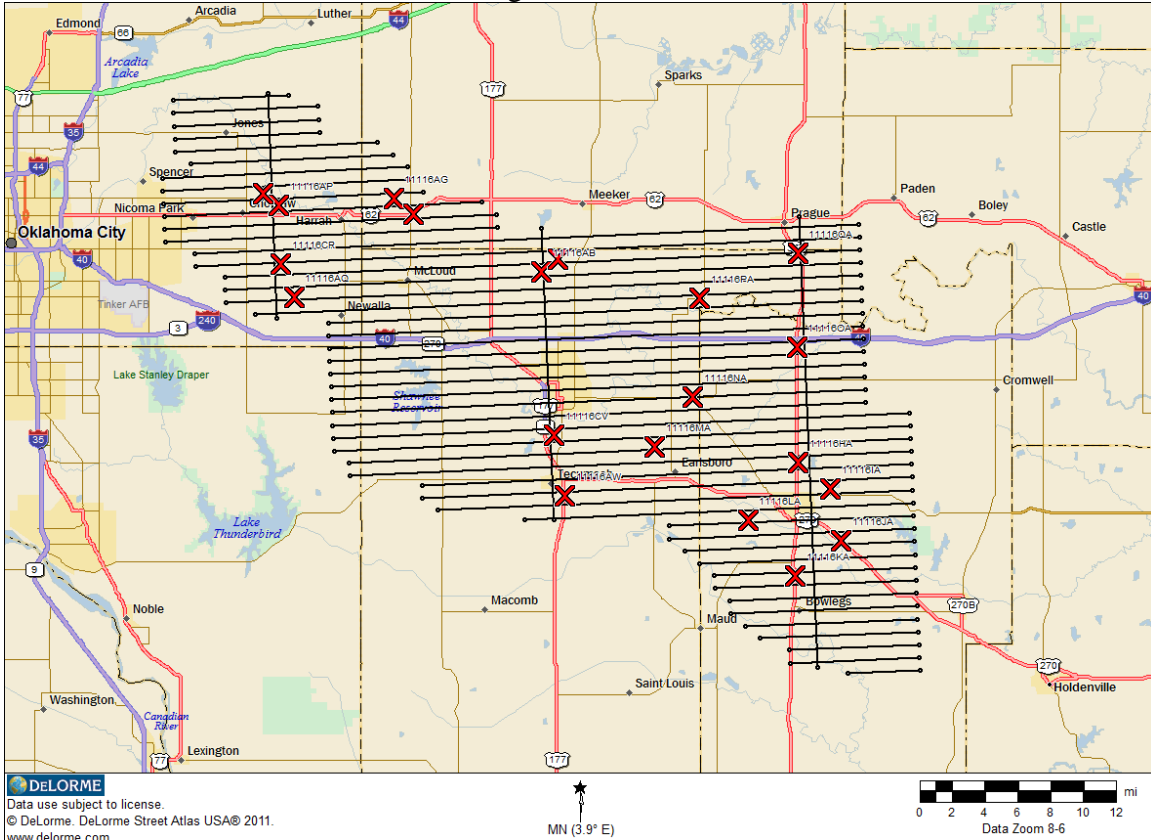 Arcadia
Luther
Edmond
66
44
Arcadia
Lake
77
177
Sparks
35
Jones
44
Spencer
11116AP
11116AG
Meeker
Paden
Nicoma Park
Harrah
62
62
Prague
62
Boley
Oklahoma City
Castle
11116CR
11116AB
11116QA
40
McLoud
11116AQ
11116RA
Tinker AFB
Newalla
240
3
40
270
11116OA
40
Lake Stanley Draper
Cromwell
Shawnee
Reservoir
11116NA
177
11116CV
11116MA
11116HA
35
Earlsboro
11116IA
11116AW
11116LA
270
Lake
Thunderbird
11116JA
9
11116KA
Noble
Macomb
Bowlegs
270B
Maud
270
Saint Louis
Holdenville
Washington
Canadian
River
Lexington
77
177
DELORME
Data use subject to license.
© DeLorme. DeLorme Street Atlas USA® 2011.
www.delorme.com
MN (3.9° E)
mi
0 2 4 6 8 10 12
Data Zoom 8-6